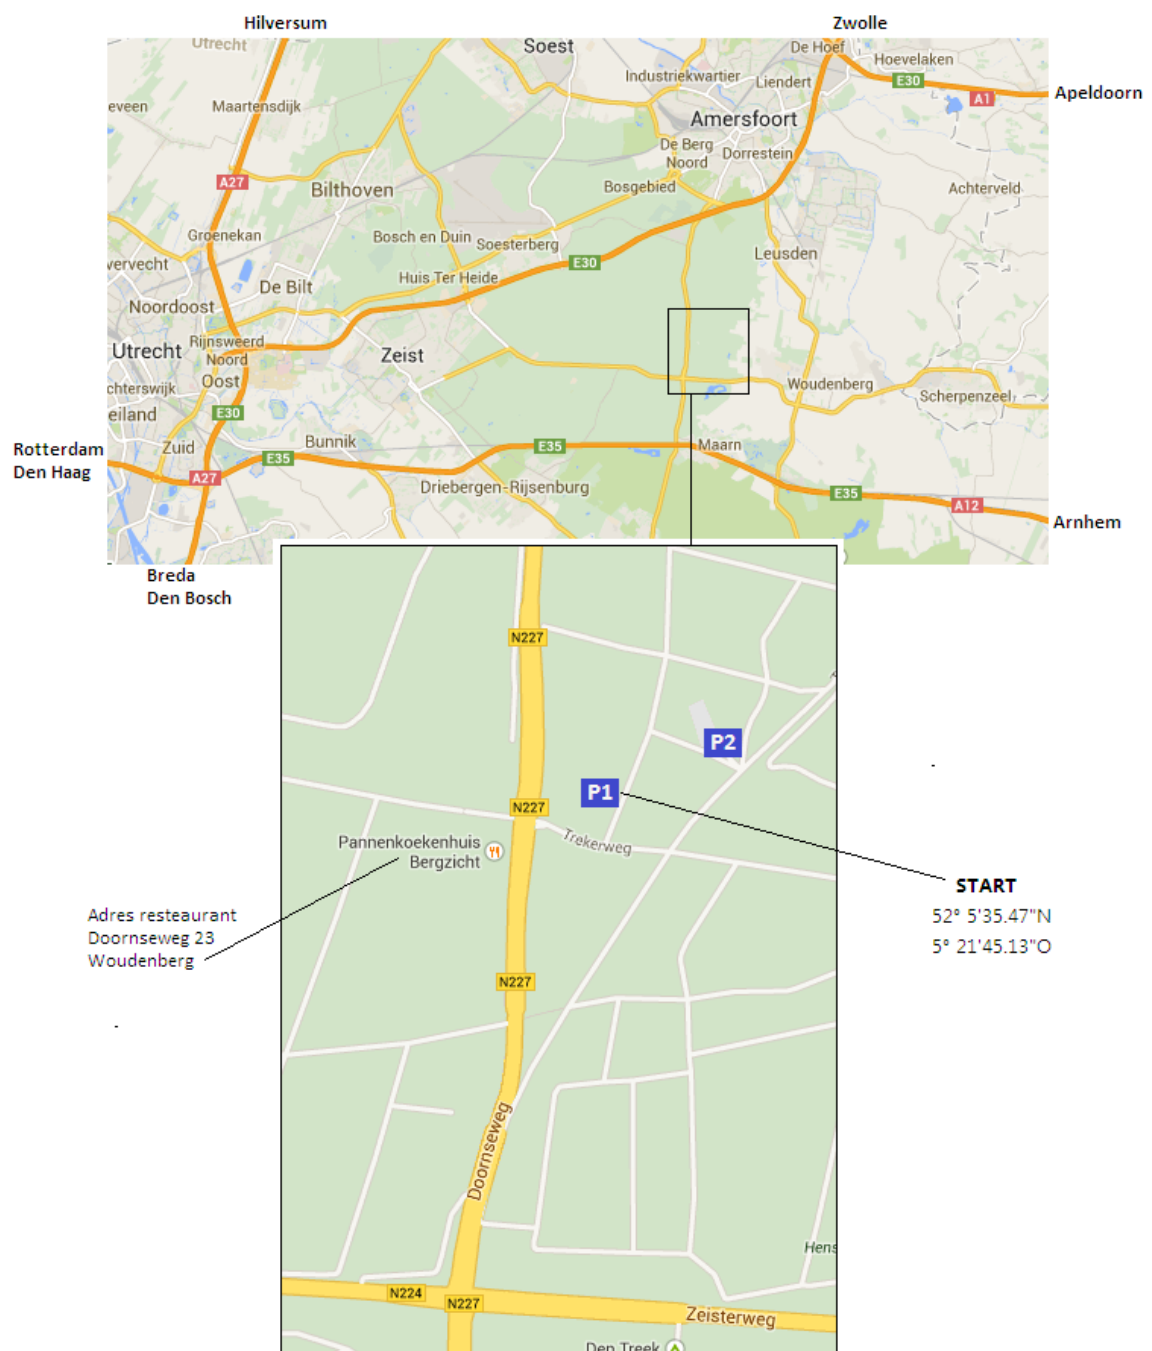 Hilversum
Zwolle
Utrecht
Soest
De Hoef
Hoevelaken
Industriekwartier
Liendert
E30
Apeldoorn
A1
eveen
Maartensdijk
Amersfoort
De Berg
Noord
Dorrestein
A27
Bilthoven
Bosgebied
Achterveld
Groenekan
Bosch en Duin
Soesterberg
vervecht
E30
Leusden
Huis Ter Heide
De Bilt
Noordoost
Rijnsweerd
Noord
Utrecht
Zeist
Oost
chterswijk
Woudenberg
Scherpenzeel
eiland
E30
Zuid
Bunnik
Maarn
Rotterdam
Den Haag
E35
E35
A27
Driebergen-Rijsenburg
E35
A12
Arnhem
Breda
Den Bosch
N227
P2
P1
N227
Trekerweg
Pannenkoekenhuis
Bergzicht
START
52° 5'35.47"N
5° 21'45.13"O
Adres resteaurant
Doornseweg 23
Woudenberg
N227
Doornseweg
Hens
N224
N227
Zeisterweg
Den Treek